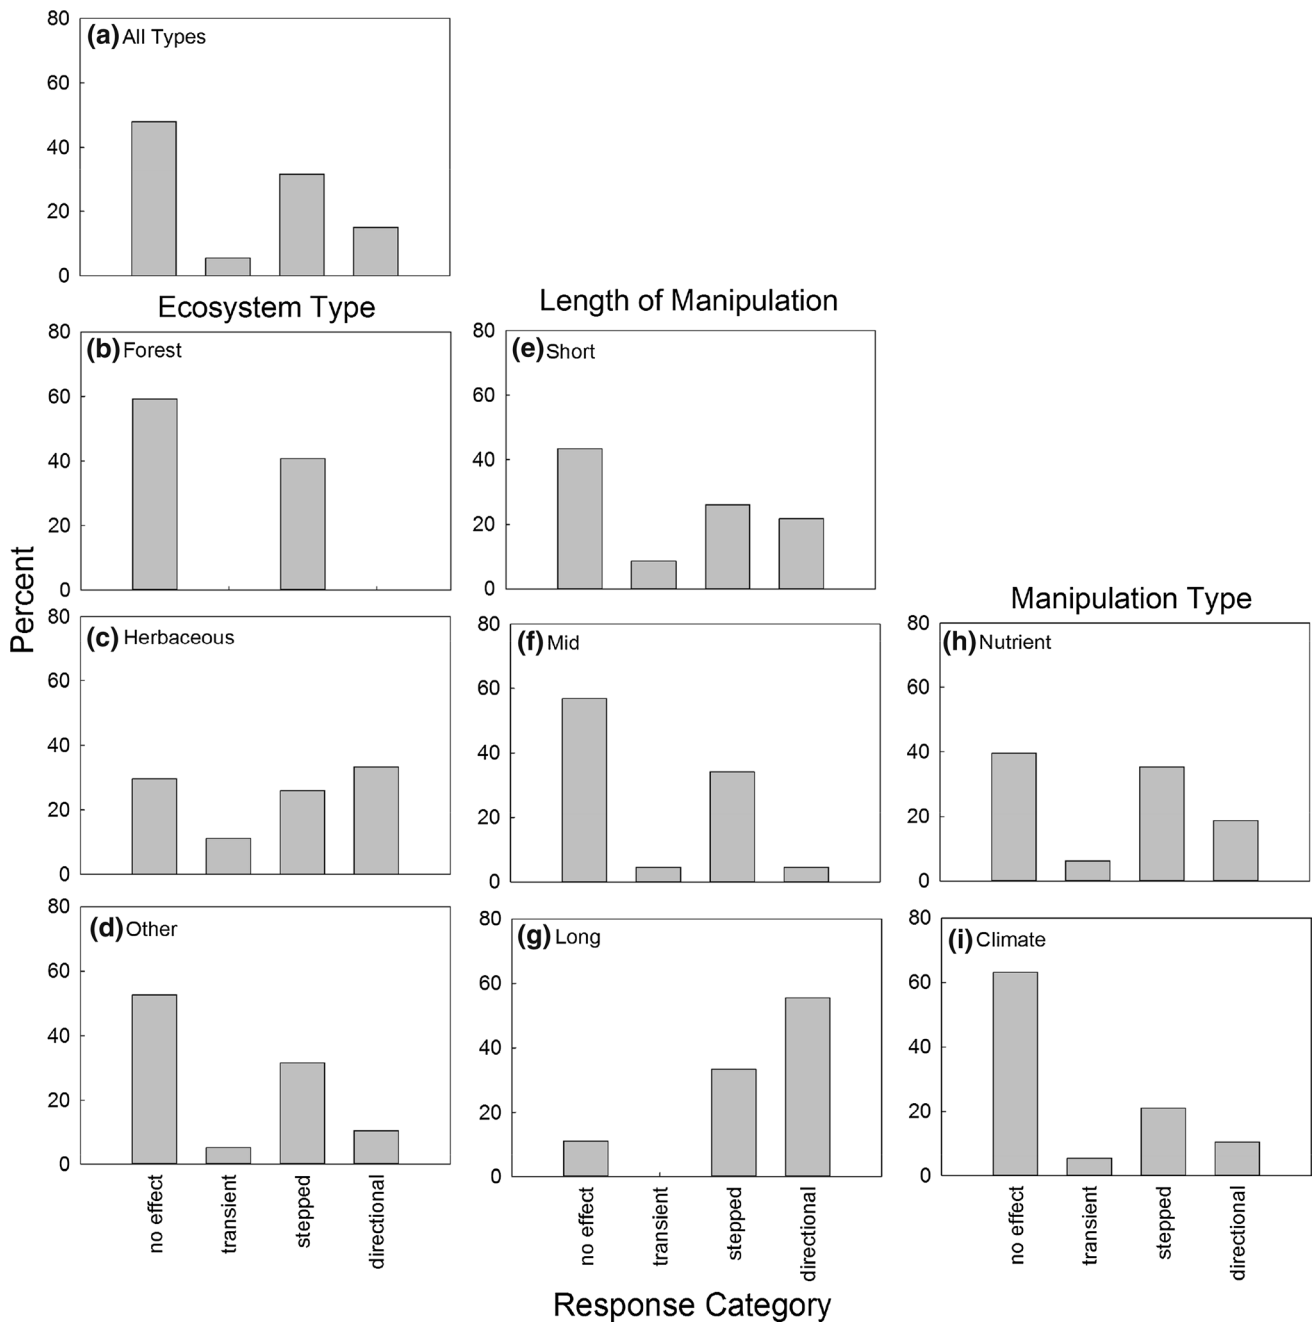 80
(a) All Types
60
40
20
0
Ecosystem Type
Length of Manipulation
80
(b) Forest
60
40
20
0
80
(e) Short
60
40
20
0
Percent
Manipulation Type
80
(c) Herbaceous
60
40
20
0
80
(f) Mid
60
40
20
0
80
(h) Nutrient
60
40
20
0
80
(d) Other
60
40
20
0
80
(g) Long
60
40
20
0
80
(i) Climate
60
40
20
0
no effect
transient
stepped
directional
no effect
transient
stepped
directional
no effect
transient
stepped
directional
Response Category